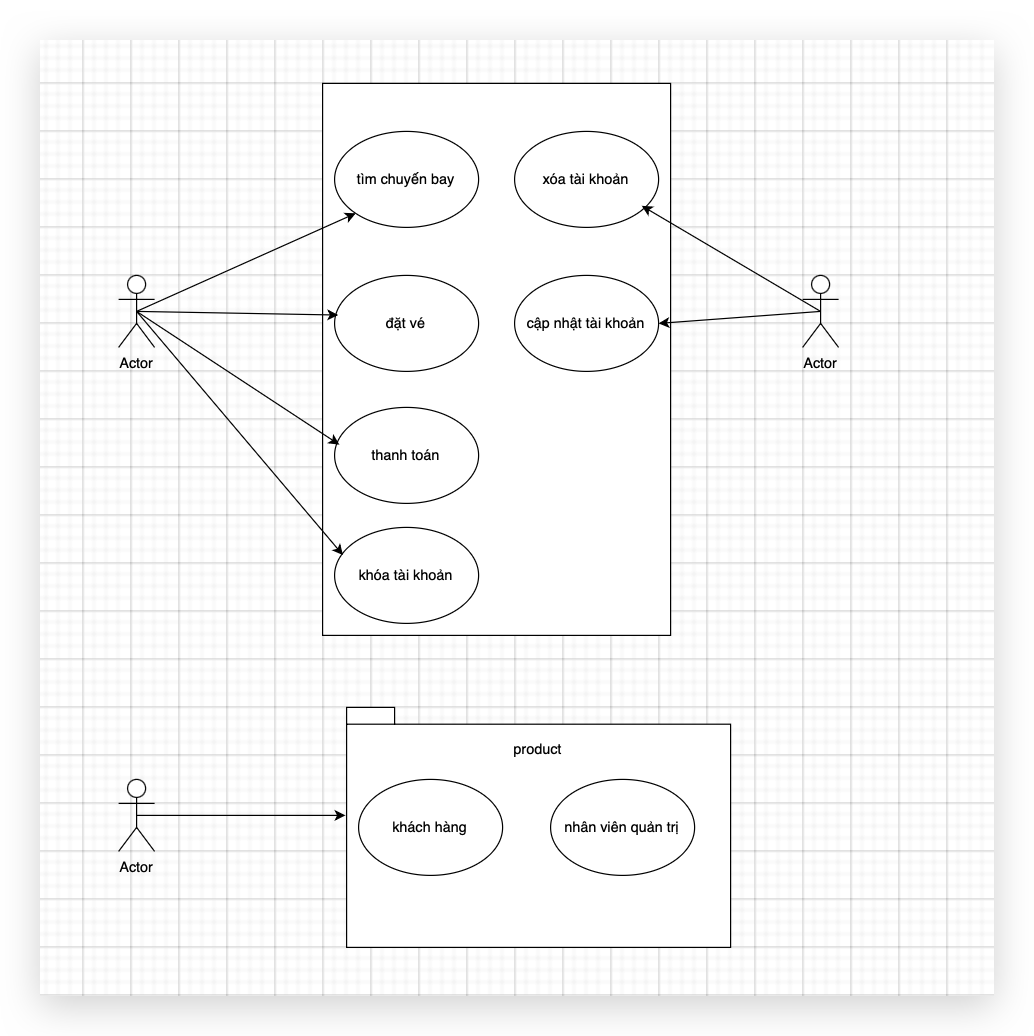 tìm chuyến bay
xóa tài khoản
đặt vé
cập nhật tài khoản
Actor
Actor
thanh toán
khóa tài khoản
product
khách hàng
nhân viên quản trị
Actor